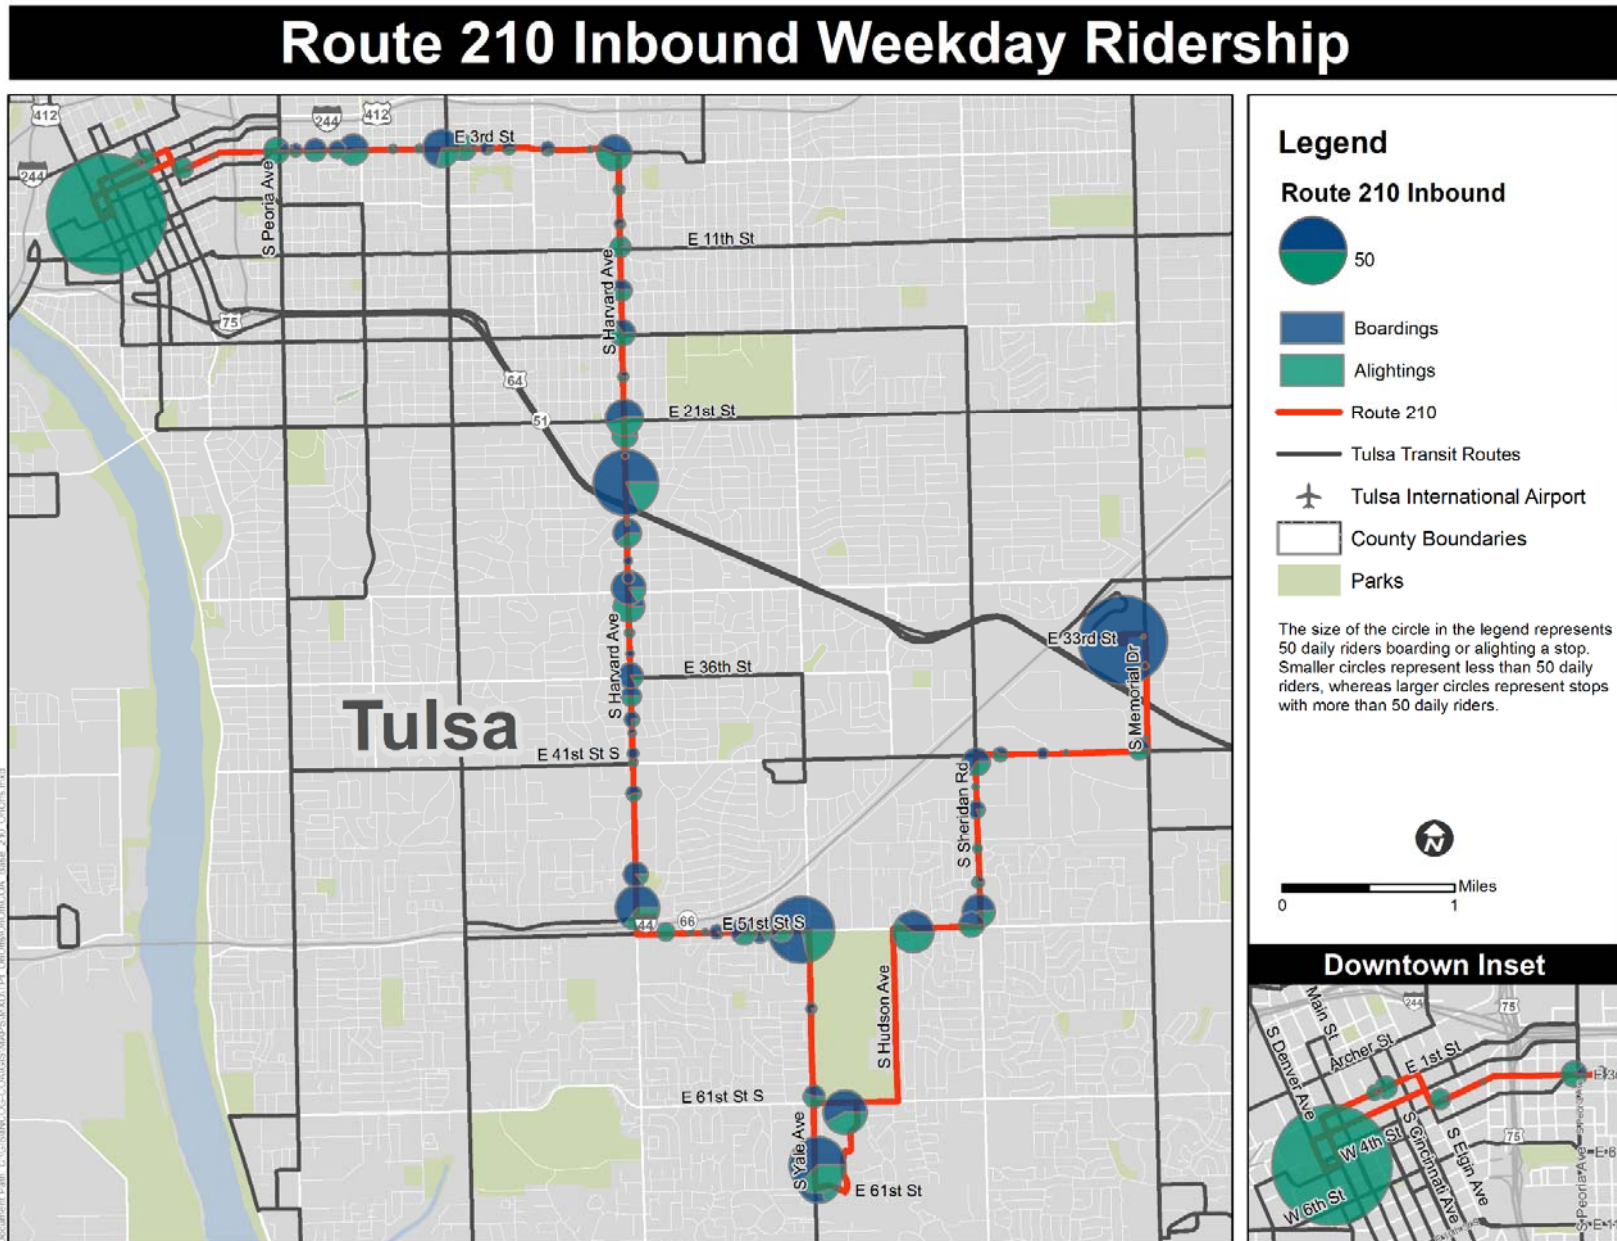 Route 210 Inbound Weekday Ridership
412
244
412
244
E 3rd St
S Peoria Ave
E 11th St
S Harvard Ave
75
64
51
E 21st St
E 33rd St
S Memorial Dr
E 36th St
S Harvard Ave
Tulsa
E 41st St S
S Sheridan Rd
44
66
E 51st St S
S Hudson Ave
E 61st St S
S Yale Ave
E 61st St
Legend
Route 210 Inbound
50
Boardings
Alightings
Route 210
Tulsa Transit Routes
Tulsa International Airport
County Boundaries
Parks
The size of the circle in the legend represents
50 daily riders boarding or alighting a stop.
Smaller circles represent less than 50 daily
riders, whereas larger circles represent stops
with more than 50 daily riders.
N
Miles
0
1
Downtown Inset
Main St
244
75
S Denver Ave
Archer St
E 1st St
W 4th St
S Cincinnati Ave
S Elgin Ave
75
W 6th St
S Peoria Ave